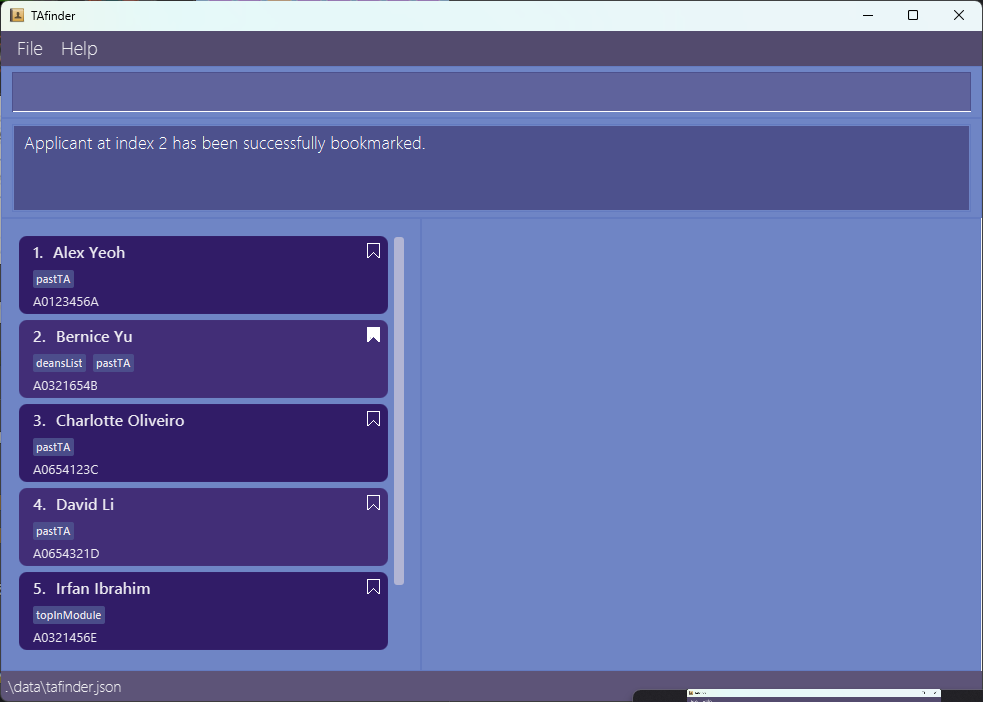 TAfinder
File Help
Applicant at index 2 has been successfully bookmarked.
1. Alex Yeoh
pastTA
A0123456A
2. Bernice Yu
deansList pastTA
A0321654B
3. Charlotte Oliveiro
pastTA
A0654123C
4. David Li
pastTA
A0654321D
5. Irfan Ibrahim
topInModule
A0321456E
.\data\tafinder.json